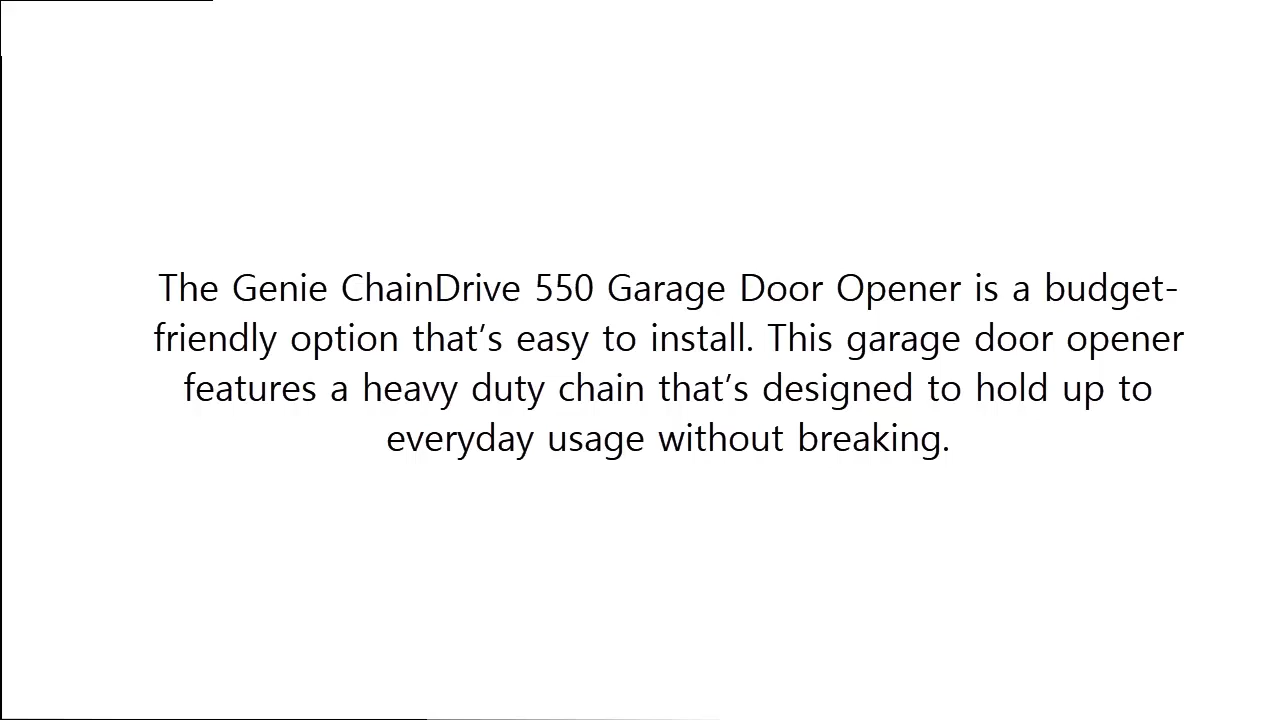 The Genie ChainDrive 550 Garage Door Opener is a budget-
friendly option that’s easy to install. This garage door opener
features a heavy duty chain that’s designed to hold up to
everyday usage without breaking.